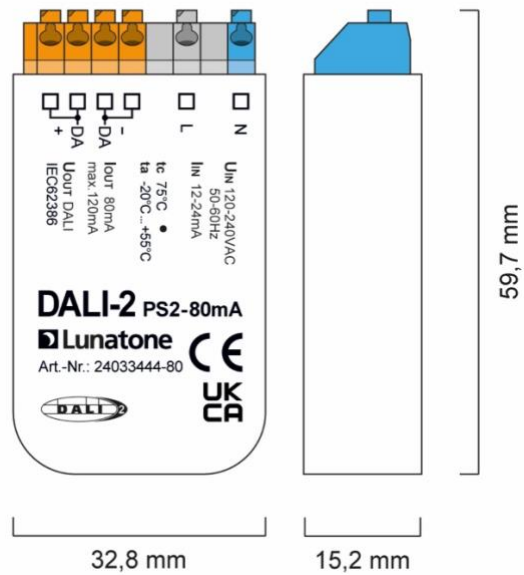 + DA DA - L N
UOUT DALI
IEC62386
IOUT 80mA
max.120mA
tc 75°C
ta -20°C...+55°C
UIN 120-240VAC
50-60Hz
IIN 12-24mA
DALI-2 PS2-80mA
Lunatone
CE
Art.-Nr.: 24033444-80
UK
CA
DALI 2
59,7 mm
32,8 mm
15,2 mm